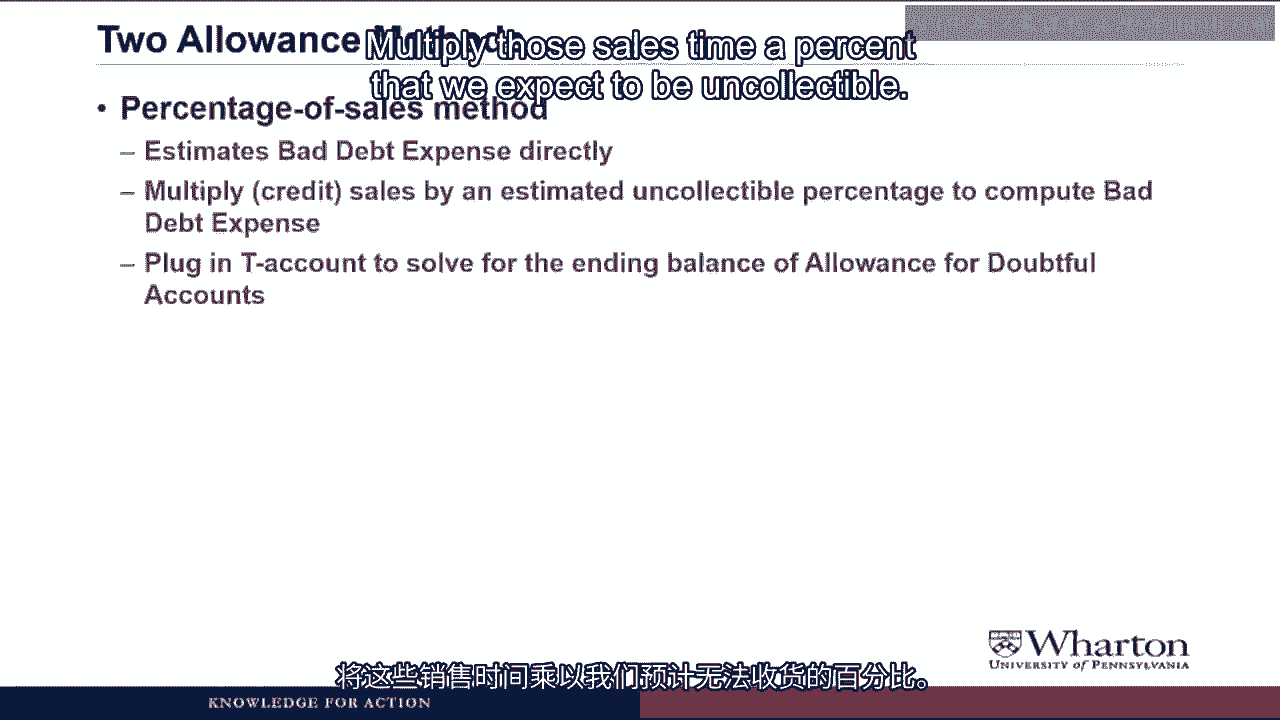 Two Allowance
Multiply those sales time a percent
that we expect to be uncollectible.
• Percentage-of-sales method
– Estimates Bad Debt Expense directly
– Multiply (credit) sales by an estimated uncollectible percentage to compute Bad
Debt Expense
– Plug in T-account to solve for the ending balance of Allowance for Doubtful
Accounts
Wharton
UNIVERSITY of PENNSYLVANIA
将这些销售时间乘以我们预计无法收货的百分比。
KNOWLEDGE FOR ACTION